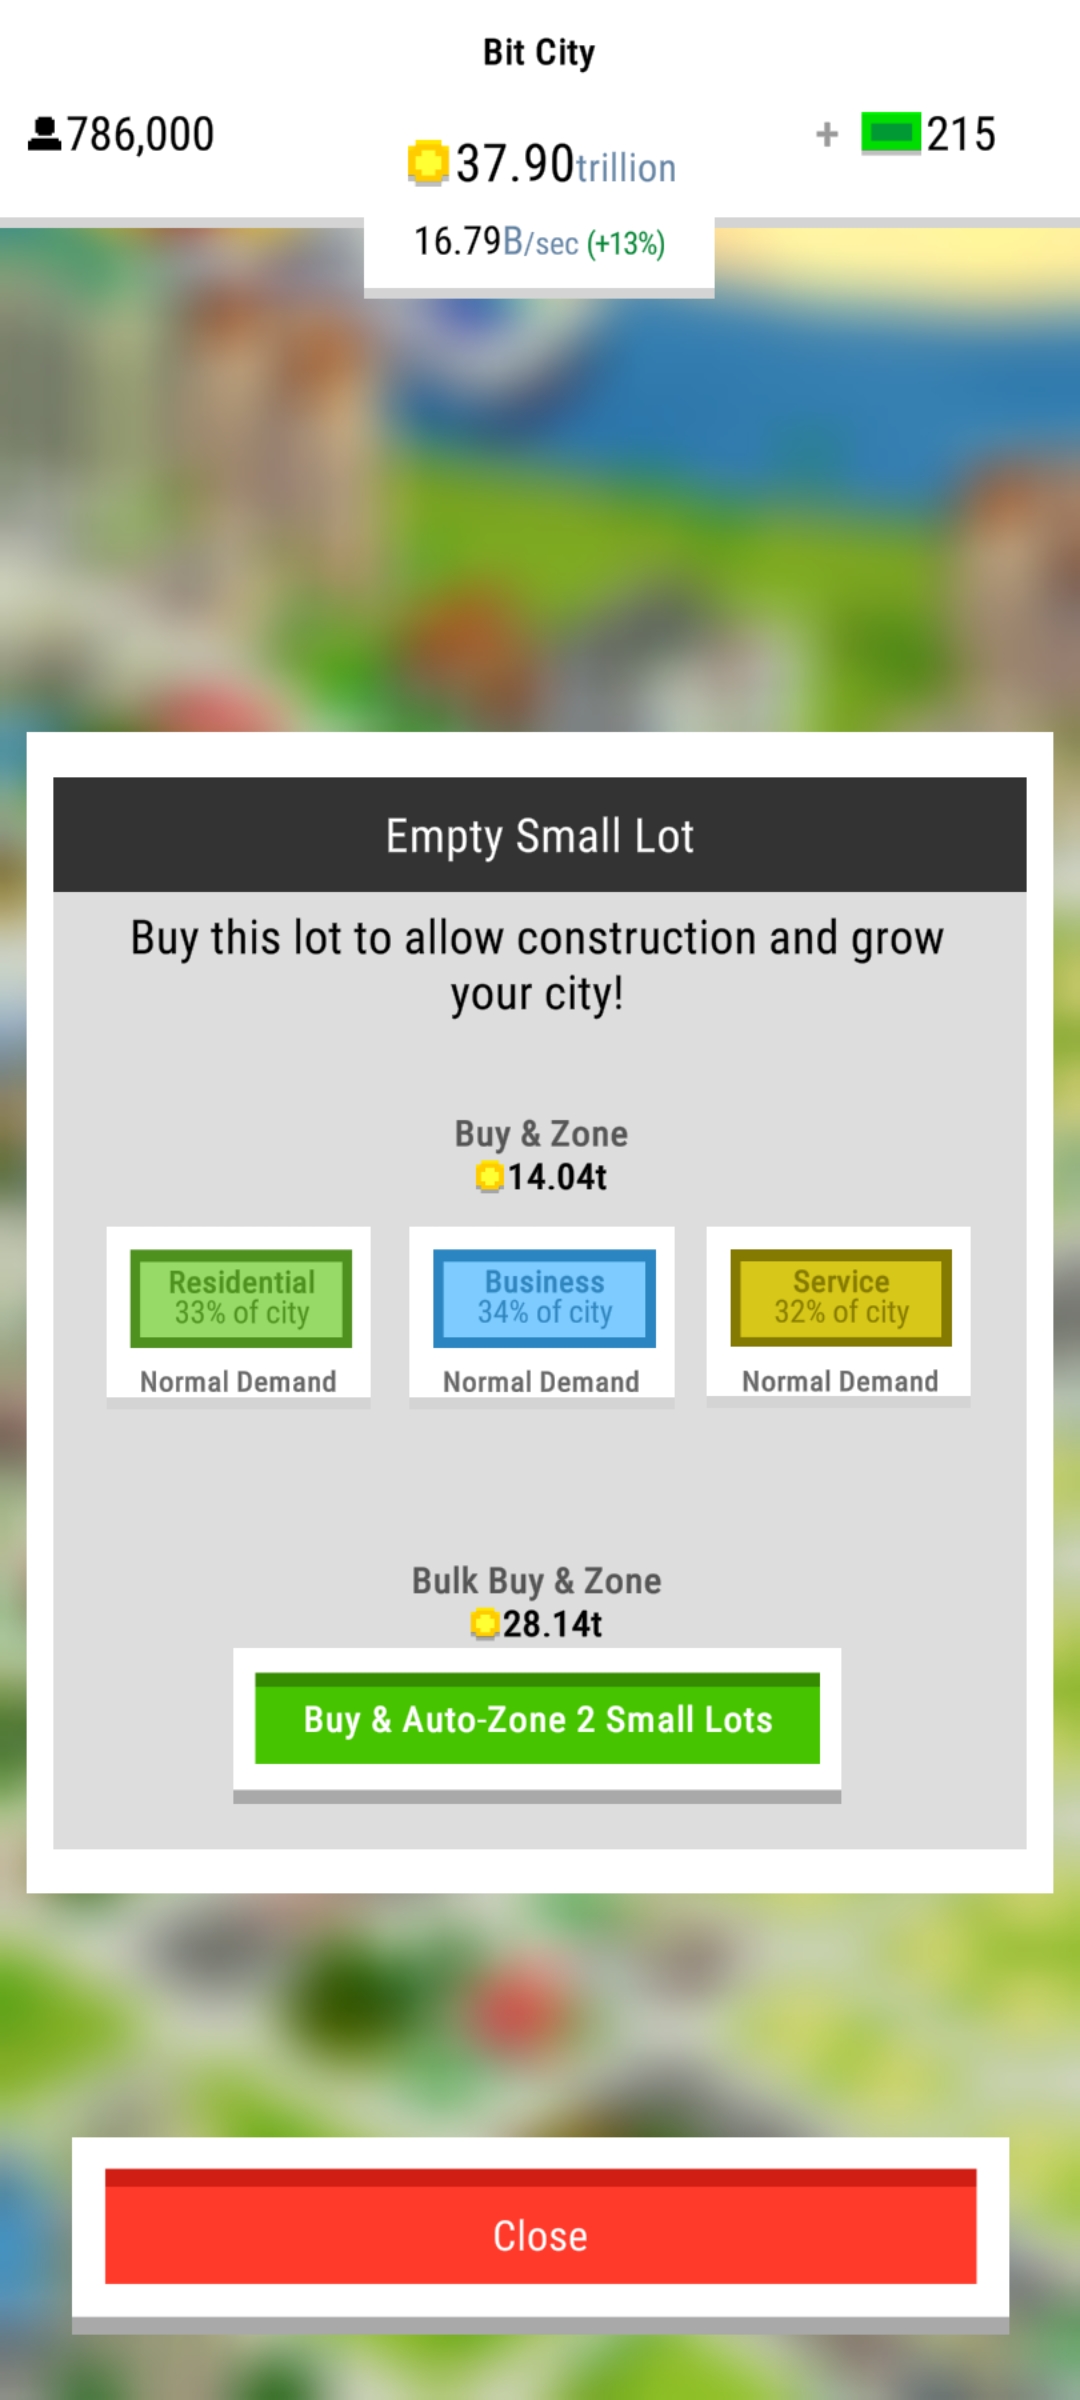 Bit City
786,000
37.90trillion
+ 215
16.79B/sec (+13%)
Empty Small Lot
Buy this lot to allow construction and grow
your city!
Buy & Zone
14.04t
Residential
33% of city
Normal Demand
Business
34% of city
Normal Demand
Service
32% of city
Normal Demand
Bulk Buy & Zone
28.14t
Buy & Auto-Zone 2 Small Lots
Close